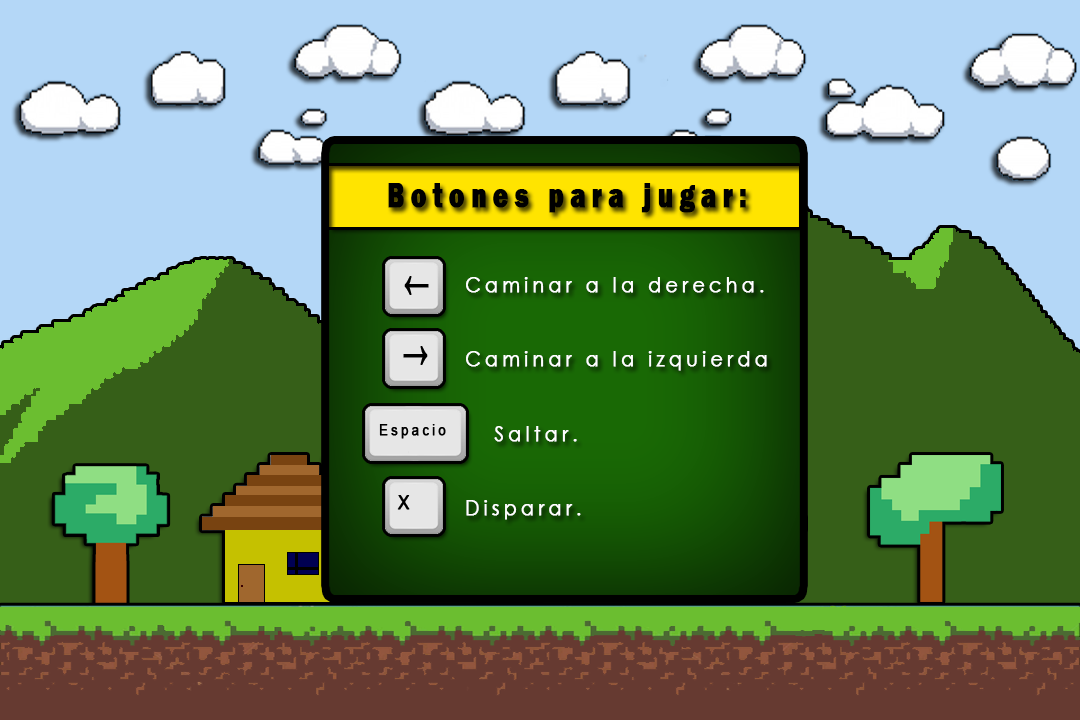 Botones para jugar:
← Caminar a la derecha.
→ Caminar a la izquierda
Espacio Saltar.
X Disparar.